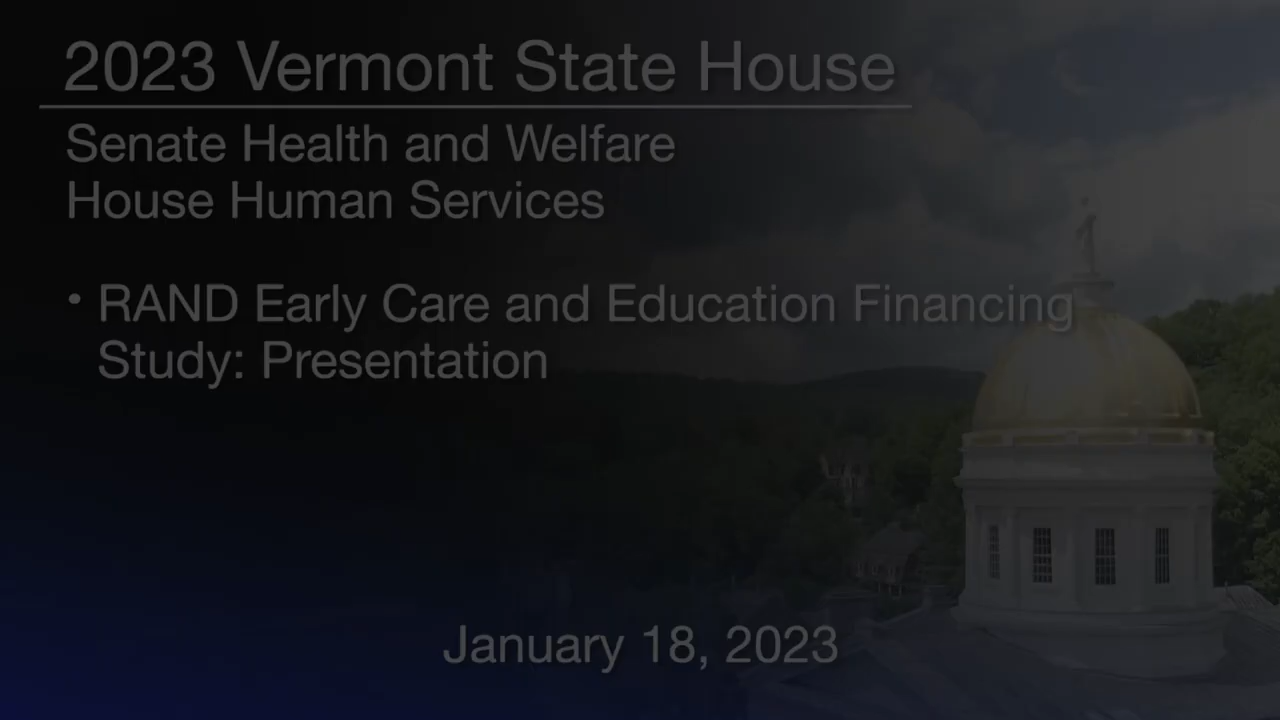 2023 Vermont State House
Senate Health and Welfare
House Human Services
• RAND Early Care and Education Financing
Study: Presentation
January 18, 2023